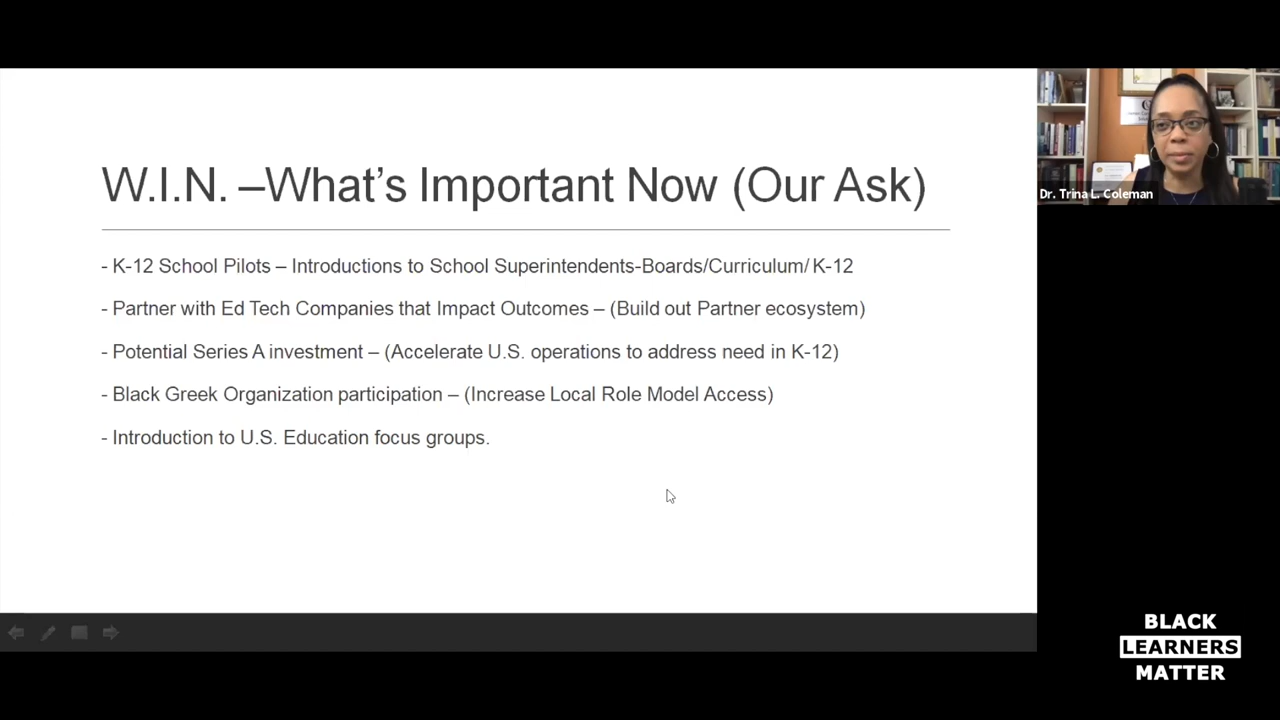 W.I.N. –What's Important Now (Our Ask)
- K-12 School Pilots – Introductions to School Superintendents-Boards/Curriculum/ K-12
- Partner with Ed Tech Companies that Impact Outcomes – (Build out Partner ecosystem)
- Potential Series A investment – (Accelerate U.S. operations to address need in K-12)
- Black Greek Organization participation – (Increase Local Role Model Access)
- Introduction to U.S. Education focus groups.
Dr. Trina L. Coleman
BLACK
LEARNERS
MATTER